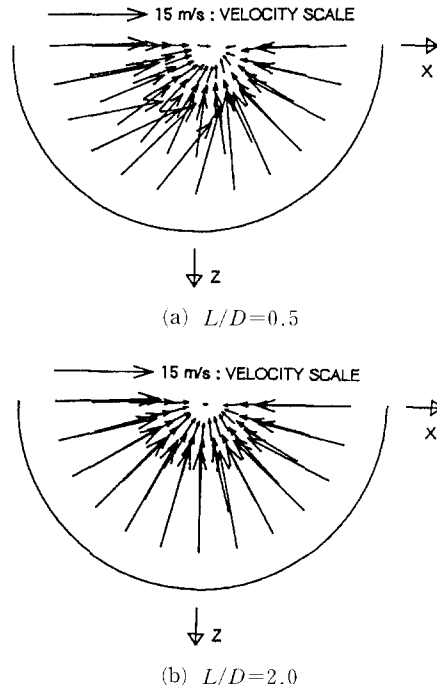 15 m/s : VELOCITY SCALE
X
Z
(a) L/D=0.5
15 m/s : VELOCITY SCALE
X
Z
(b) L/D=2.0